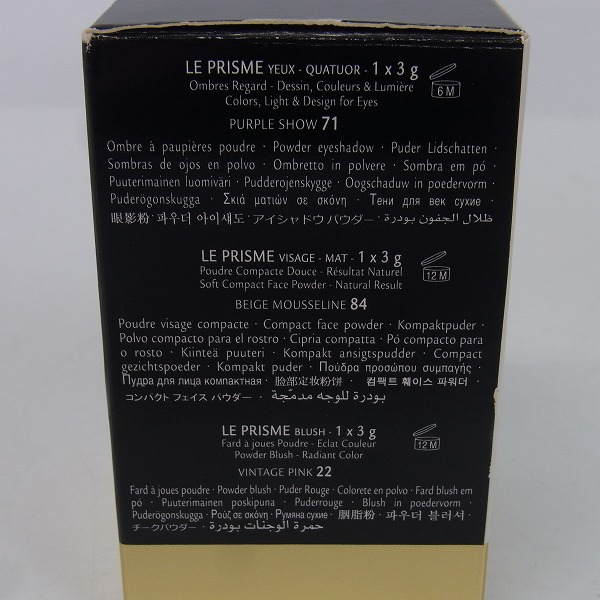 LE PRISME YEUX - QUATUOR - 1 x 3 g
Ombres Regard - Dessin, Couleurs & Lumière
Colors, Light & Design for Eyes
6 M
PURPLE SHOW 71
Ombre à paupières poudre · Powder eyeshadow · Puder Lidschatten ·
Sombras de ojos en polvo · Ombretto in polvere · Sombra em pó ·
Puuterimainen luomiväri · Pudderojenskygge · Oogschaduw in poedervorm ·
Puderögonskugga · Σκιά ματιών σε σκόνη · Тени для век сухие ·
眼影粉 · 파우더 아이섀도 · アイシャドウ パウダー · ظلال الجفون بودرة
LE PRISME VISAGE - MAT - 1 x 3 g
Poudre Compacte Douce - Résultat Naturel
Soft Compact Face Powder - Natural Result
12 M
BEIGE MOUSSELINE 84
Poudre visage compacte · Compact face powder · Kompaktpuder ·
Polvo compacto para el rostro · Cipria compatta · Pó compacto para
o rosto · Kiinteä puuteri · Kompakt ansigtspudder · Compact
gezichtspoeder · Kompakt puder · Πούδρα προσώπου συμπαγής ·
Пудра для лица компактная · 臉部定妆粉饼 · 컴팩트 훼이스 파우더 ·
コンパクト フェイス パウダー · بودرة للوجه مدمجة
LE PRISME BLUSH - 1 x 3 g
Fard à joues Poudre - Eclat Couleur
Powder Blush - Radiant Color
12 M
VINTAGE PINK 22
Fard à joues poudre · Powder blush · Puder Rouge · Colorete en polvo · Fard blush em
pó · Puuterimainen poskipuna · Puderrouge · Blush in poedervorm ·
Puderögonskugga · Ρούζ σε σκόνη · Румяна сухие · 胭脂粉 · 파우더 블러셔 ·
チークパウダー · حمرة الوجنات بودرة